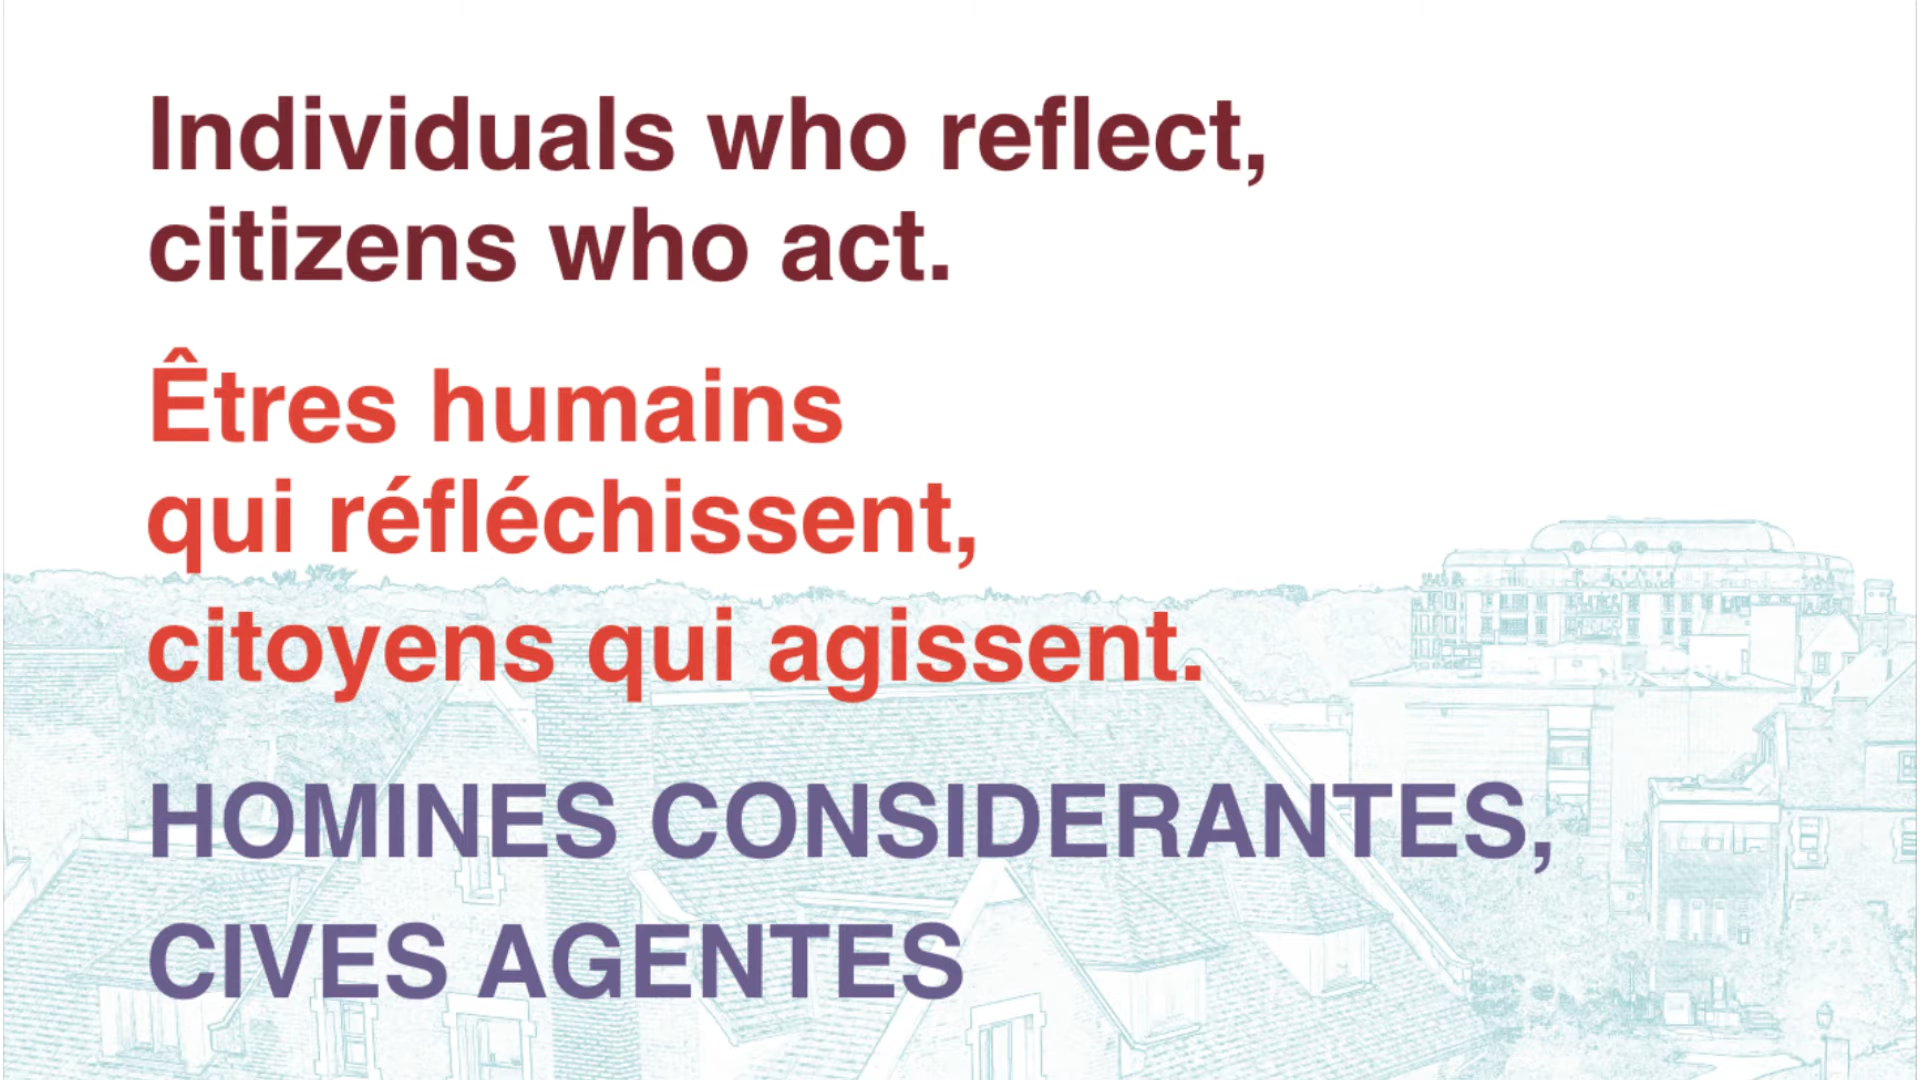 Individuals who reflect,
citizens who act.
Êtres humains
qui réfléchissent,
citoyens qui agissent.
HOMINES CONSIDERANTES,
CIVES AGENTES